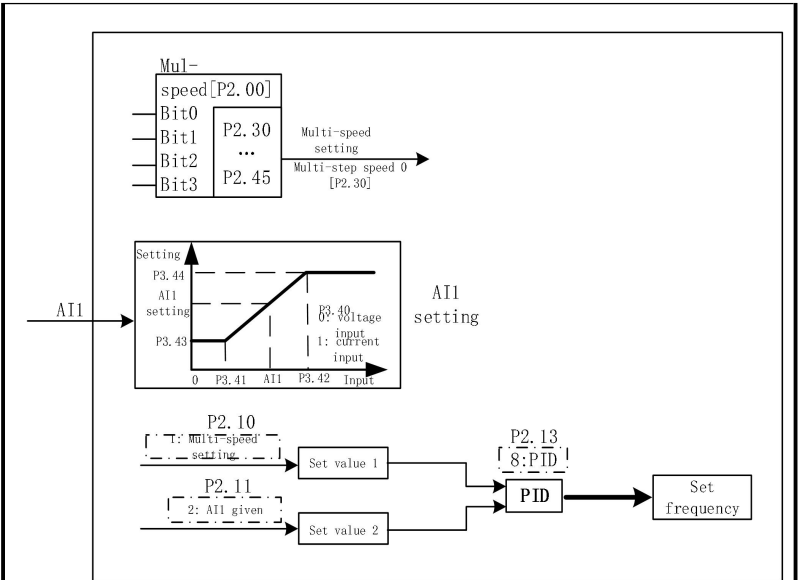 Mul-
speed[P2.00]
Bit0
Bit1
Bit2
Bit3
P2.30
...
P2.45
Multi-speed
setting
Multi-step speed 0
[P2.30]
Setting
P3.44
AI1
setting
P3.43
P3.40
0: voltage
input
1: current
input
0 P3.41 AI1 P3.42 Input
AI1
AI1
setting
P2.10
1: Multi-speed
setting
Set value 1
P2.11
2: AI1 given
Set value 2
P2.13
8:PID
PID
Set
frequency